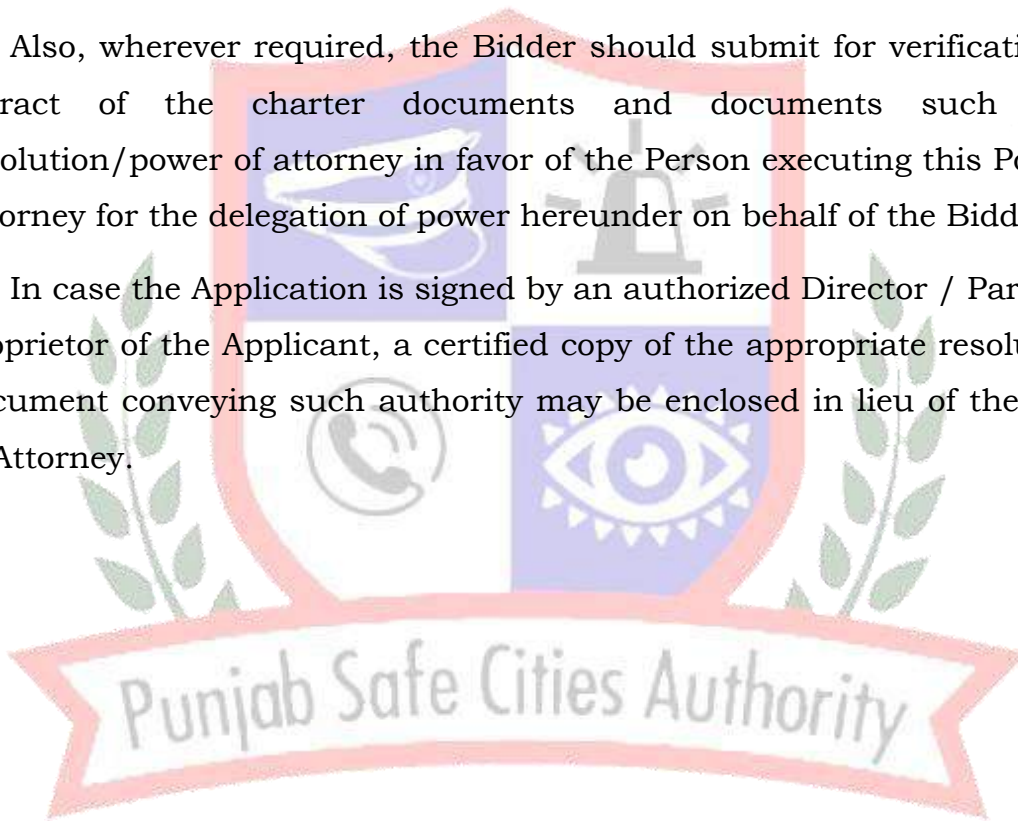 Also, wherever required, the Bidder should submit for verificati
ract of the charter documents and documents such
olution/power of attorney in favor of the Person executing this Po
orney for the delegation of power hereunder on behalf of the Bidd
In case the Application is signed by an authorized Director / Par
oprietor of the Applicant, a certified copy of the appropriate resolu
cument conveying such authority may be enclosed in lieu of the
Attorney.
Punjab Safe Cities Authority